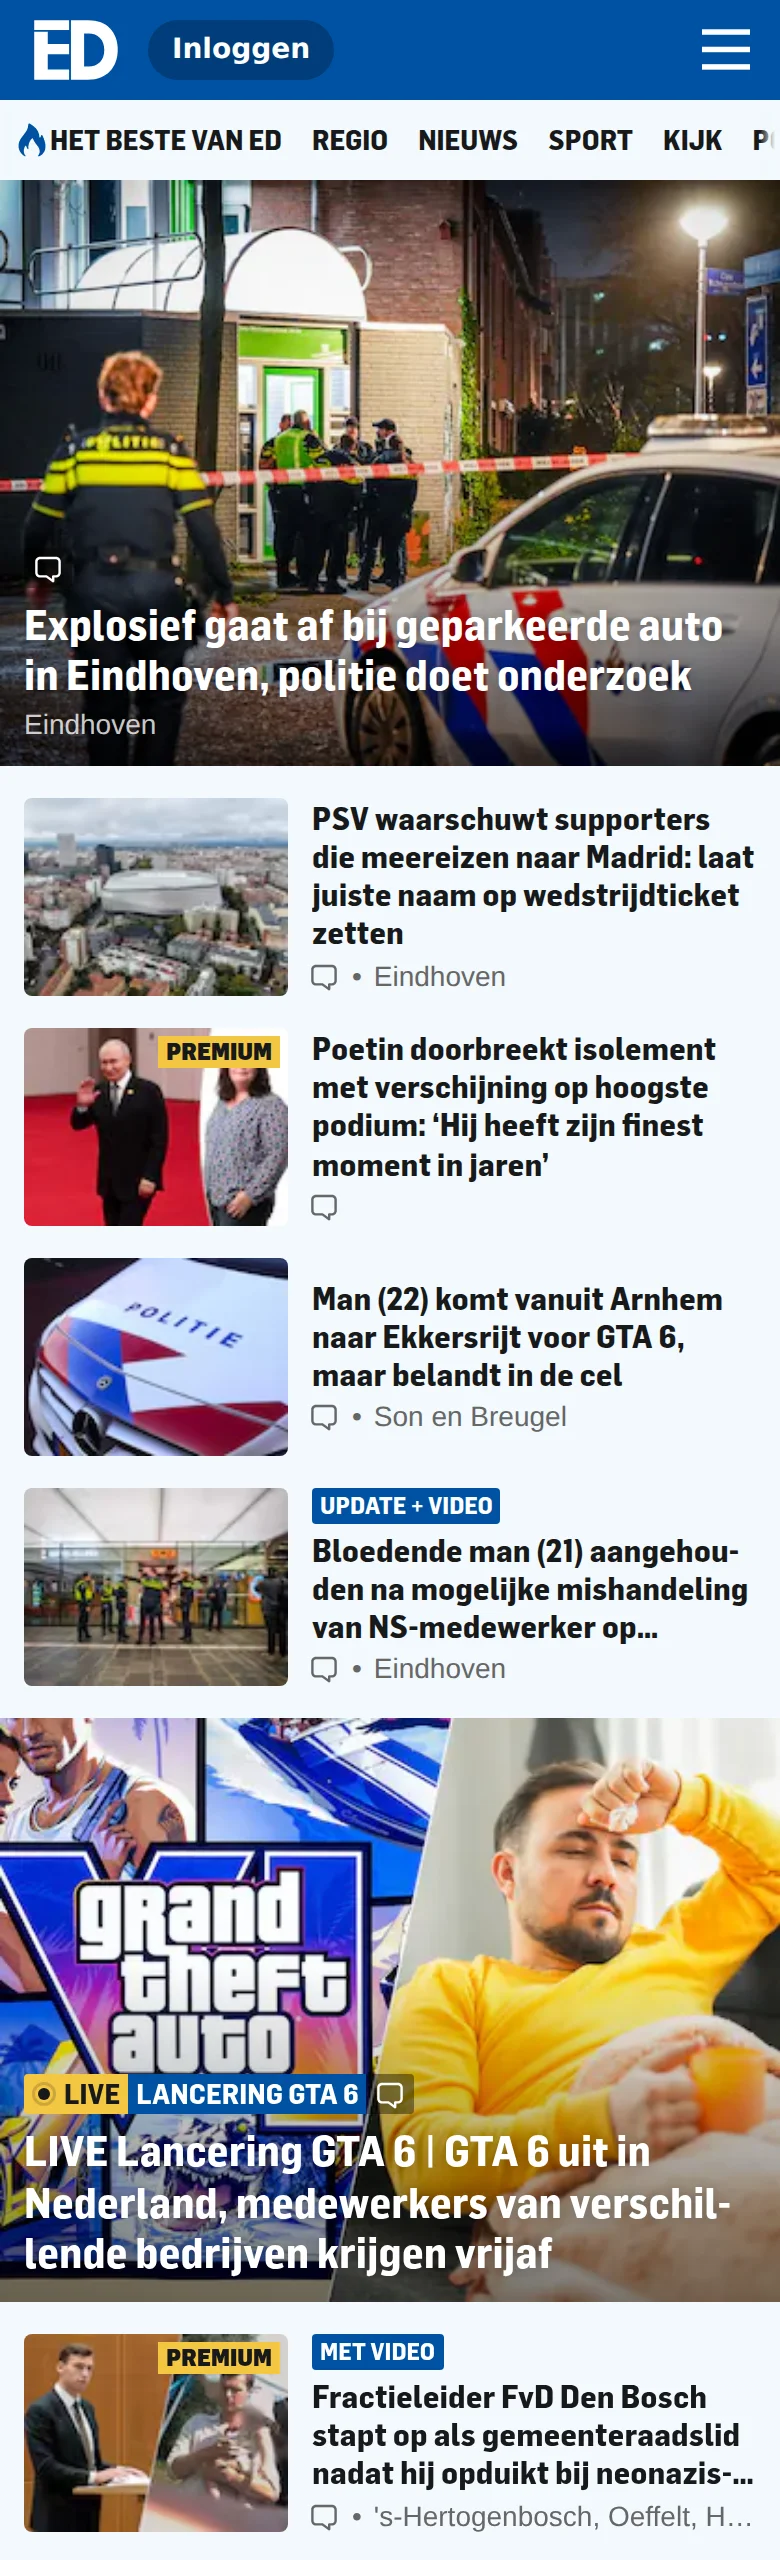 ED
Inloggen
HET BESTE VAN ED REGIO NIEUWS SPORT KIJK
POLITIE
Explosief gaat af bij geparkeerde auto
in Eindhoven, politie doet onderzoek
Eindhoven
PSV waarschuwt supporters
die meereizen naar Madrid: laat
juiste naam op wedstrijdticket
zetten
• Eindhoven
PREMIUM
Poetin doorbreekt isolement
met verschijning op hoogste
podium: ‘Hij heeft zijn finest
moment in jaren’
POLITIE
Man (22) komt vanuit Arnhem
naar Ekkersrijt voor GTA 6,
maar belandt in de cel
• Son en Breugel
UPDATE + VIDEO
Bloedende man (21) aangehou-
den na mogelijke mishandeling
van NS-medewerker op...
• Eindhoven
VI
grand
theft
auto
LIVE LANCERING GTA 6
LIVE Lancering GTA 6 | GTA 6 uit in
Nederland, medewerkers van verschil-
lende bedrijven krijgen vrijaf
PREMIUM
MET VIDEO
Fractieleider FvD Den Bosch
stapt op als gemeenteraadslid
nadat hij opduikt bij neonazis-...
• 's-Hertogenbosch, Oeffelt, H...